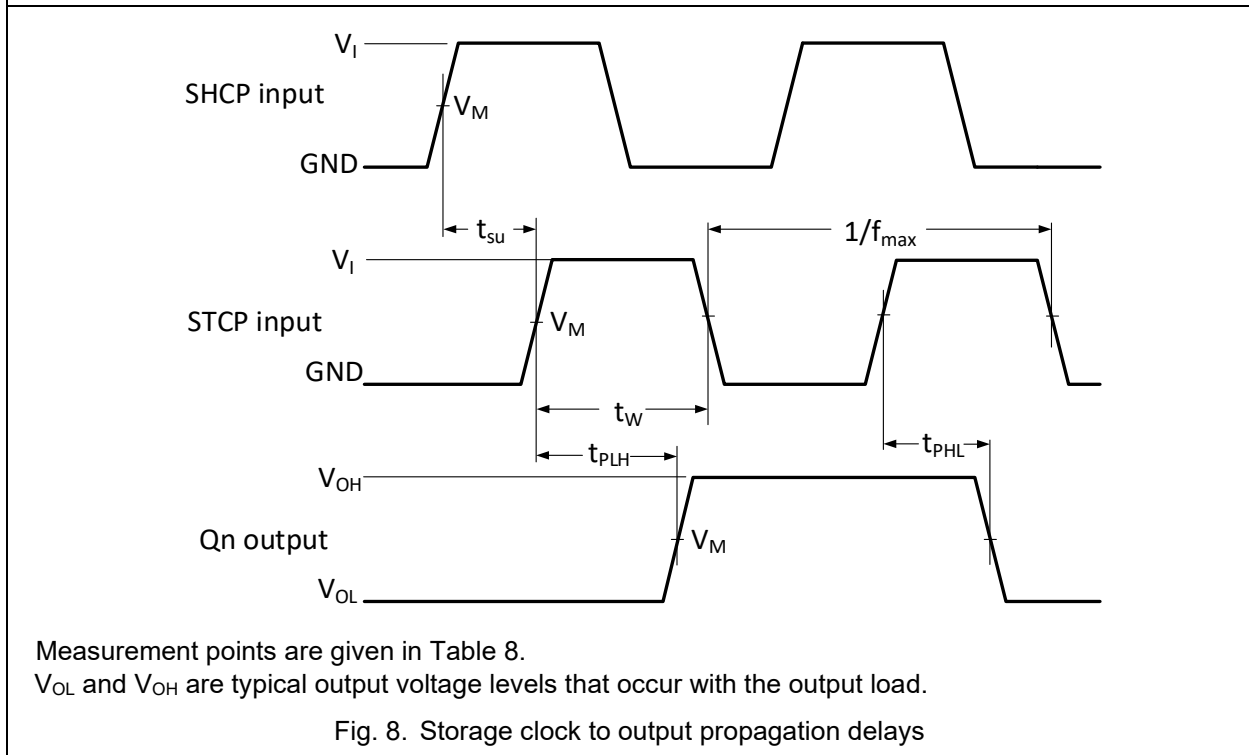 V_I
SHCP input
V_M
GND
t_su
1/f_max
V_I
STCP input
V_M
GND
t_W
t_PLH
t_PHL
V_OH
Qn output
V_M
V_OL
Measurement points are given in Table 8.
V_OL and V_OH are typical output voltage levels that occur with the output load.
Fig. 8. Storage clock to output propagation delays